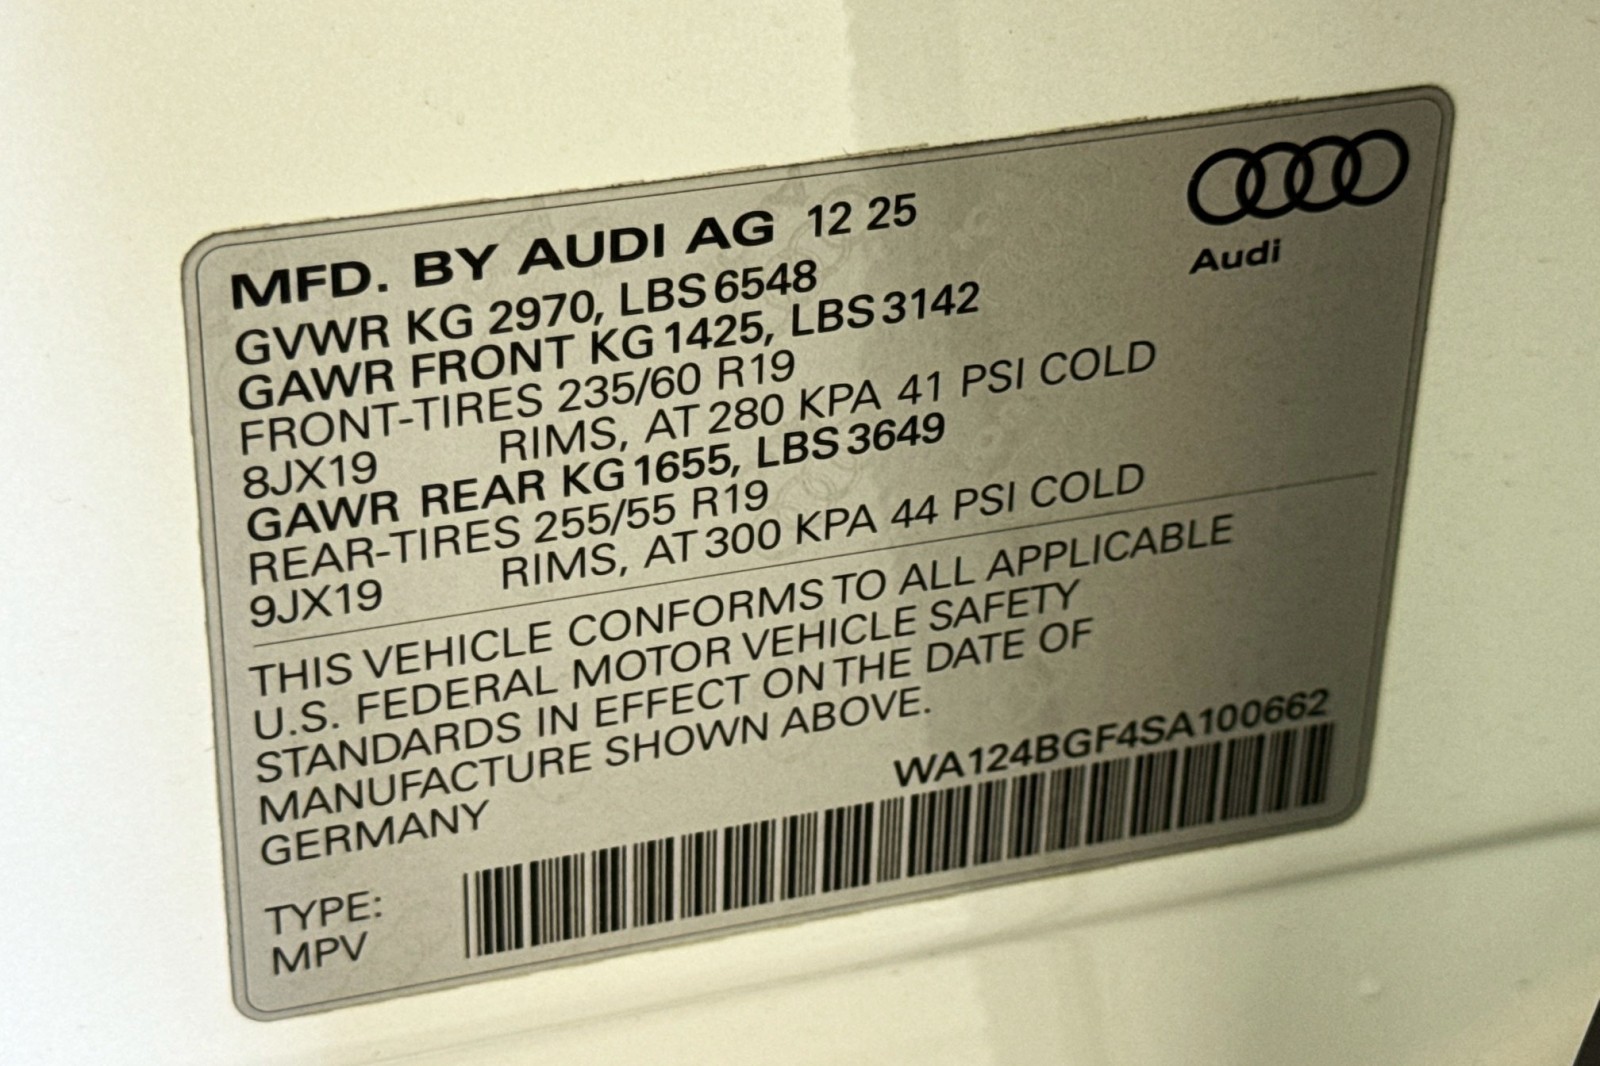 MFD. BY AUDI AG 12 25
Audi
GVWR KG 2970, LBS 6548
GAWR FRONT KG 1425, LBS 3142
FRONT-TIRES 235/60 R19
8JX19 RIMS, AT 280 KPA 41 PSI COLD
GAWR REAR KG 1655, LBS 3649
REAR-TIRES 255/55 R19
9JX19 RIMS, AT 300 KPA 44 PSI COLD
THIS VEHICLE CONFORMS TO ALL APPLICABLE
U.S. FEDERAL MOTOR VEHICLE SAFETY
STANDARDS IN EFFECT ON THE DATE OF
MANUFACTURE SHOWN ABOVE.
GERMANY
WA124BGF4SA100662
TYPE:
MPV